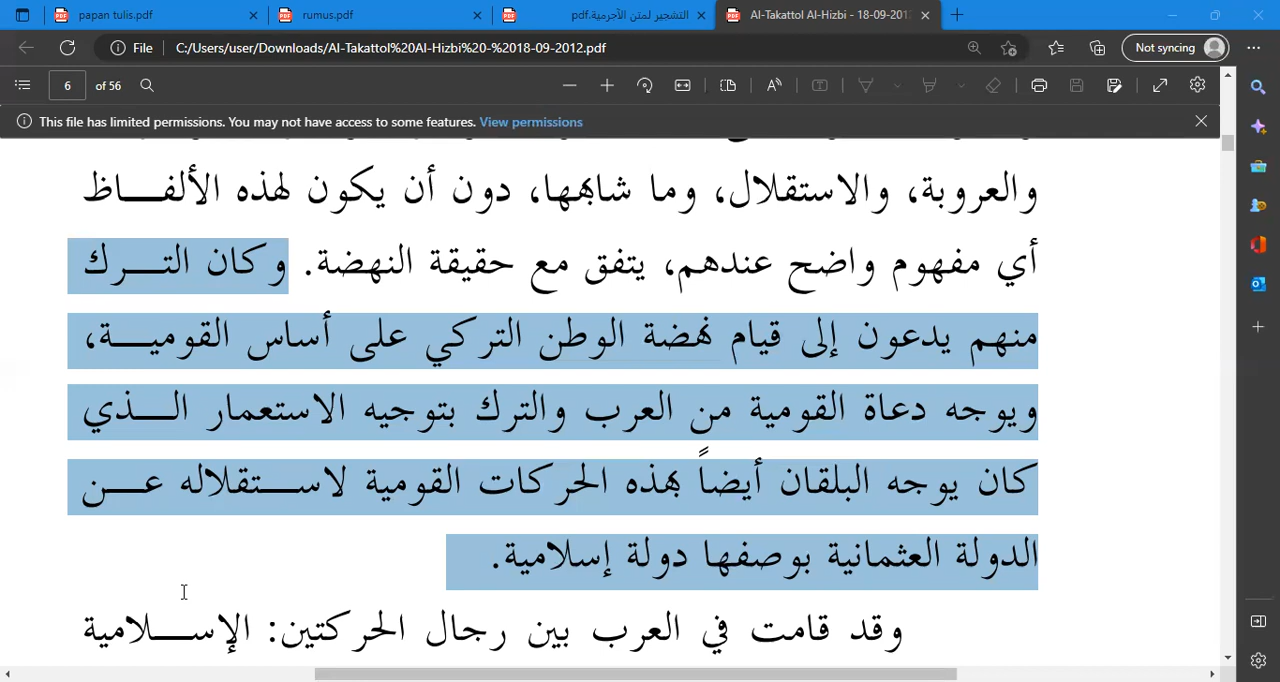 papan tulis.pdf
rumus.pdf
التشجير لمتن الآجرمية.pdf
Al-Takattol Al-Hizbi - 18-09-2012
File
C:/Users/user/Downloads/Al-Takattol%20Al-Hizbi%20-%2018-09-2012.pdf
Not syncing
6 of 56
This file has limited permissions. You may not have access to some features. View permissions
والعروبة، والاستقلال، وما شابهها، دون أن يكون لهذه الألفـــاظ
أي مفهوم واضح عندهم، يتفق مع حقيقة النهضة. وكان التـــرك
منهم يدعون إلى قيام نهضة الوطن التركي على أساس القوميـــة،
ويوجه دعاة القومية من العرب والترك بتوجيه الاستعمار الـــذي
كان يوجه البلقان أيضاً بهذه الحركات القومية لاســـتقلاله عـــن
الدولة العثمانية بوصفها دولة إسلامية.
وقد قامت في العرب بين رجال الحركتين: الإســـلامية